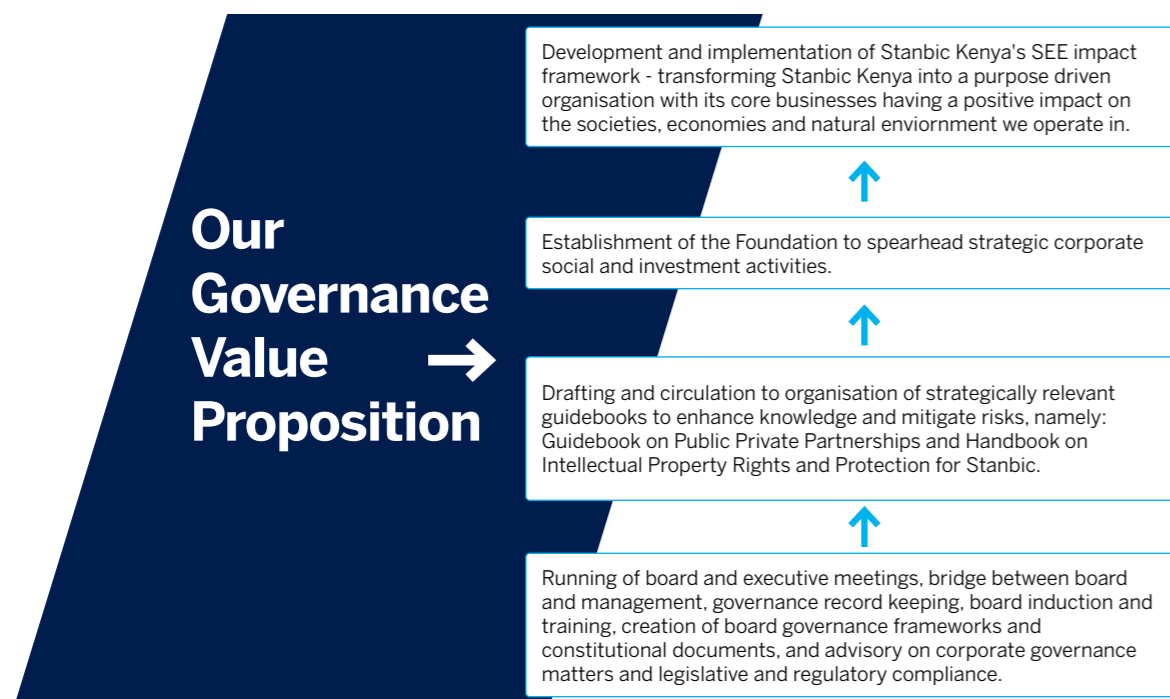 Our
Governance
Value →
Proposition
Development and implementation of Stanbic Kenya's SEE impact
framework - transforming Stanbic Kenya into a purpose driven
organisation with its core businesses having a positive impact on
the societies, economies and natural enviornment we operate in.
Establishment of the Foundation to spearhead strategic corporate
social and investment activities.
Drafting and circulation to organisation of strategically relevant
guidebooks to enhance knowledge and mitigate risks, namely:
Guidebook on Public Private Partnerships and Handbook on
Intellectual Property Rights and Protection for Stanbic.
Running of board and executive meetings, bridge between board
and management, governance record keeping, board induction and
training, creation of board governance frameworks and
constitutional documents, and advisory on corporate governance
matters and legislative and regulatory compliance.